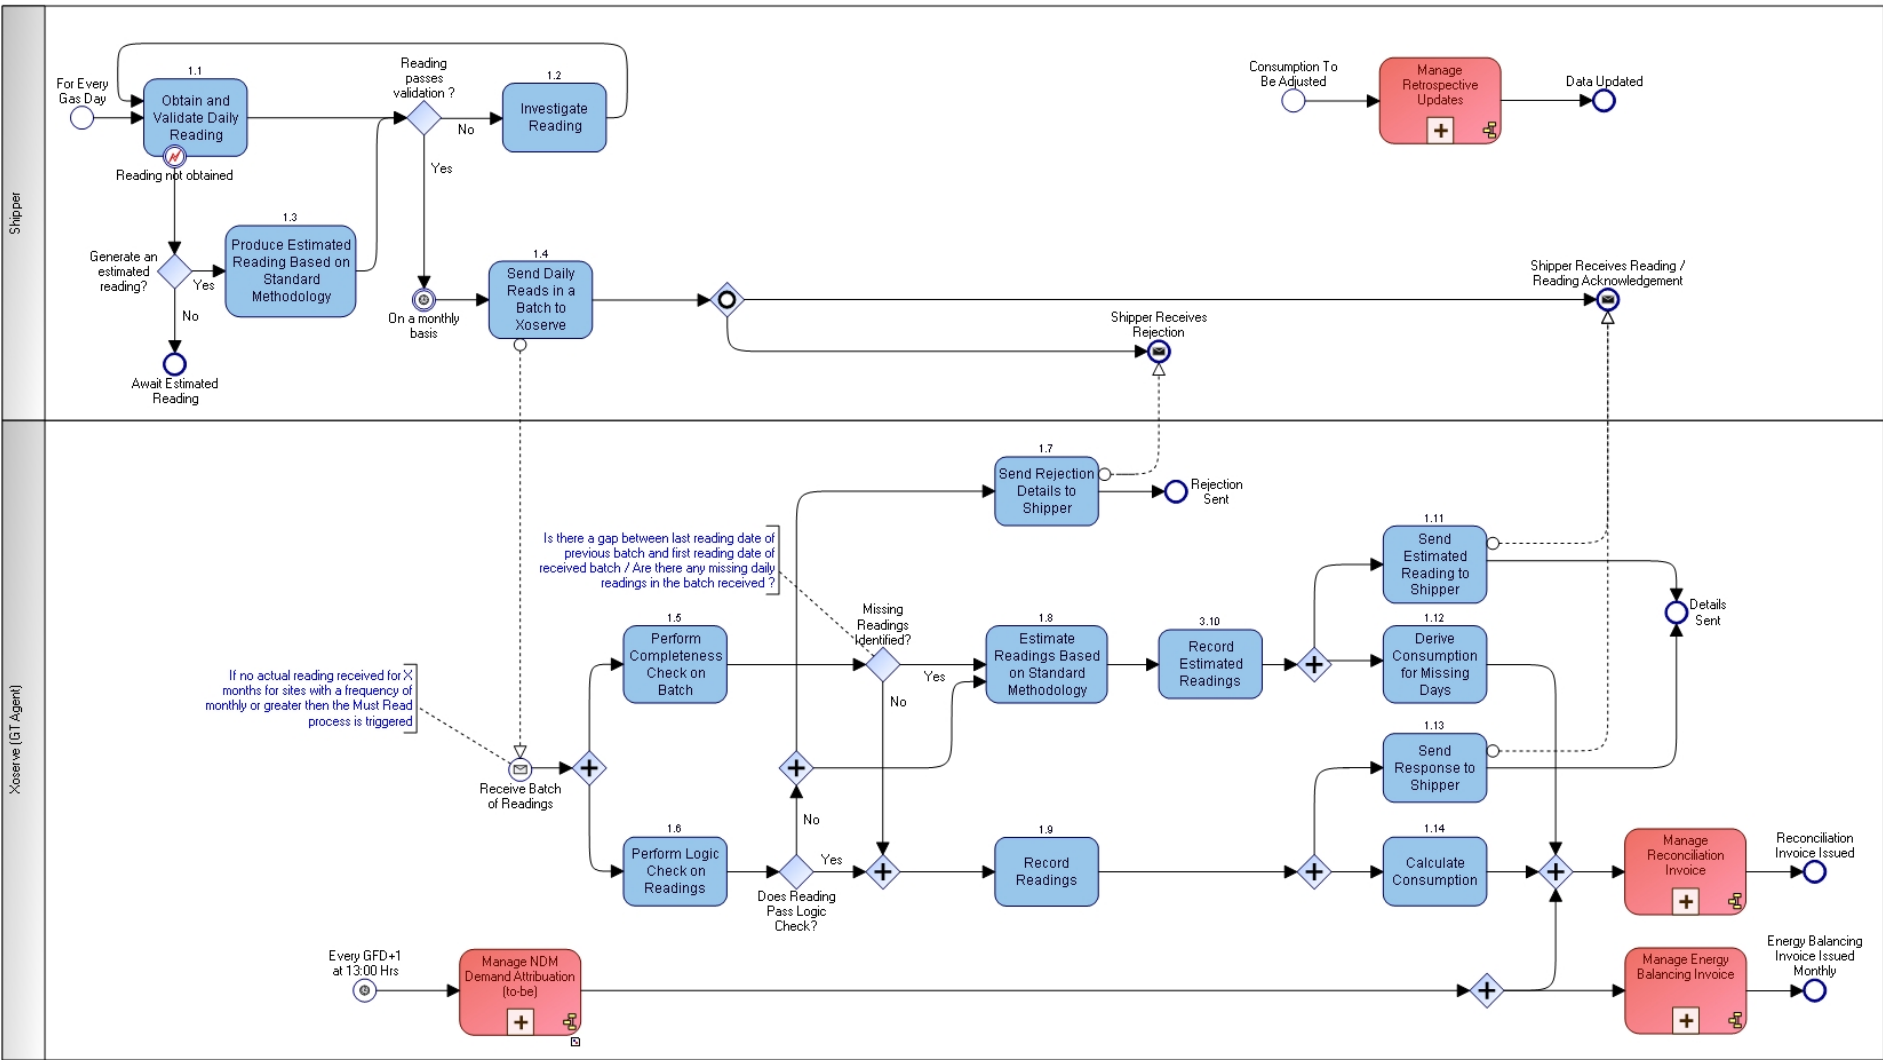 Shipper
For Every
Gas Day
1.1
Obtain and
Validate Daily
Reading
Reading not obtained
Reading
passes
validation ?
No
Yes
1.2
Investigate
Reading
Generate an
estimated
reading?
Yes
No
1.3
Produce Estimated
Reading Based on
Standard
Methodology
Await Estimated
Reading
On a monthly
basis
1.4
Send Daily
Reads in a
Batch to
Xoserve
Shipper Receives
Rejection
Shipper Receives Reading /
Reading Acknowledgement
Consumption To
Be Adjusted
Manage
Retrospective
Updates
Data Updated
Xoserve (GT Agent)
If no actual reading received for X
months for sites with a frequency of
monthly or greater then the Must Read
process is triggered
Receive Batch
of Readings
Is there a gap between last reading date of
previous batch and first reading date of
received batch / Are there any missing daily
readings in the batch received ?
1.5
Perform
Completeness
Check on
Batch
1.6
Perform Logic
Check on
Readings
Does Reading
Pass Logic
Check?
No
Yes
Missing
Readings
Identified?
Yes
No
1.7
Send Rejection
Details to
Shipper
Rejection
Sent
1.8
Estimate
Readings Based
on Standard
Methodology
3.10
Record
Estimated
Readings
1.9
Record
Readings
1.11
Send
Estimated
Reading to
Shipper
1.12
Derive
Consumption
for Missing
Days
1.13
Send
Response to
Shipper
1.14
Calculate
Consumption
Details
Sent
Manage
Reconciliation
Invoice
Reconciliation
Invoice Issued
Every GFD+1
at 13:00 Hrs
Manage NDM
Demand Attribuation
(to-be)
Manage Energy
Balancing Invoice
Energy Balancing
Invoice Issued
Monthly